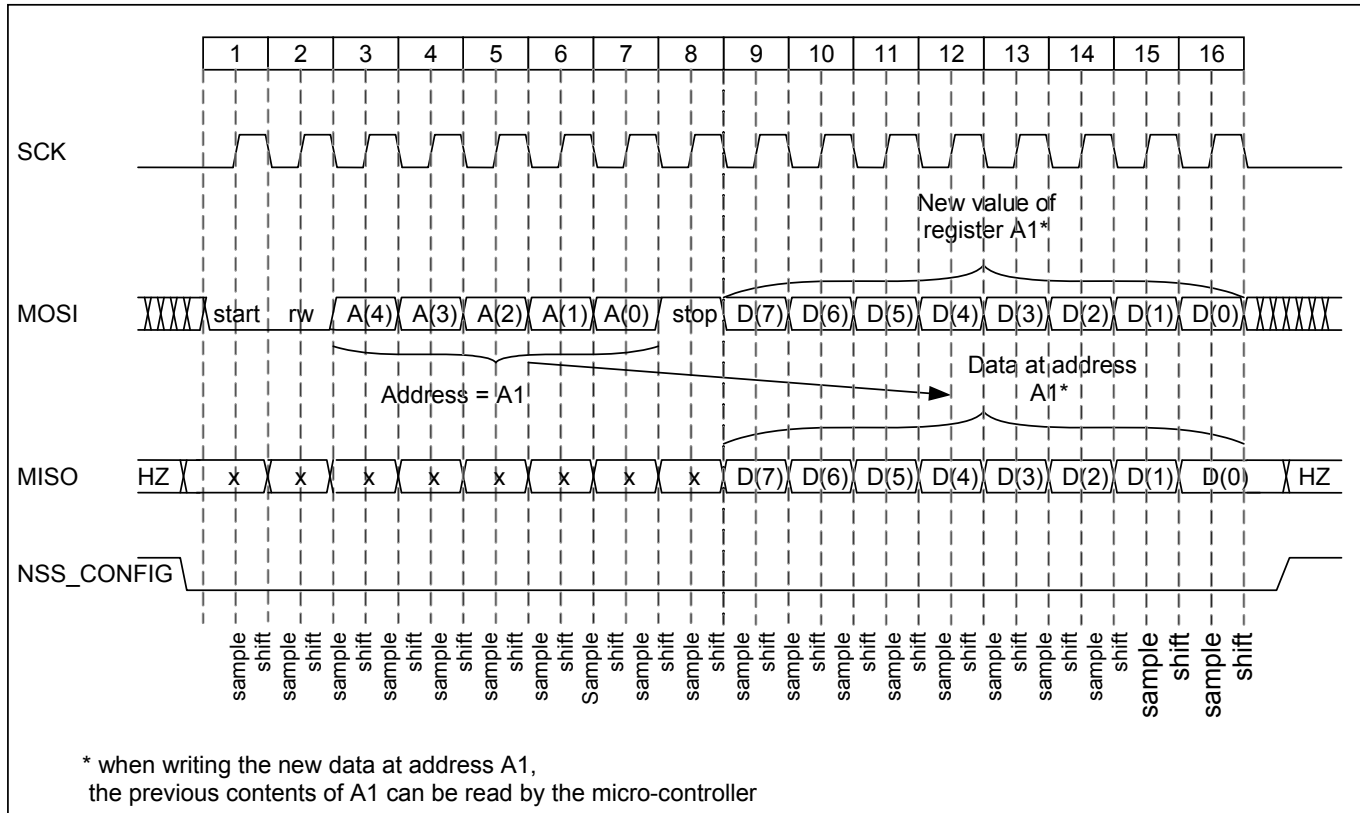 1 2 3 4 5 6 7 8 9 10 11 12 13 14 15 16
SCK
New value of
register A1*
MOSI start rw A(4) A(3) A(2) A(1) A(0) stop D(7) D(6) D(5) D(4) D(3) D(2) D(1) D(0)
Address = A1
Data at address
A1*
MISO HZ x x x x x x x x D(7) D(6) D(5) D(4) D(3) D(2) D(1) D(0) HZ
NSS_CONFIG
sample shift sample shift sample shift sample shift sample shift sample shift Sample shift sample shift sample shift sample shift sample shift sample shift sample shift sample shift sample shift sample shift
* when writing the new data at address A1,
the previous contents of A1 can be read by the micro-controller